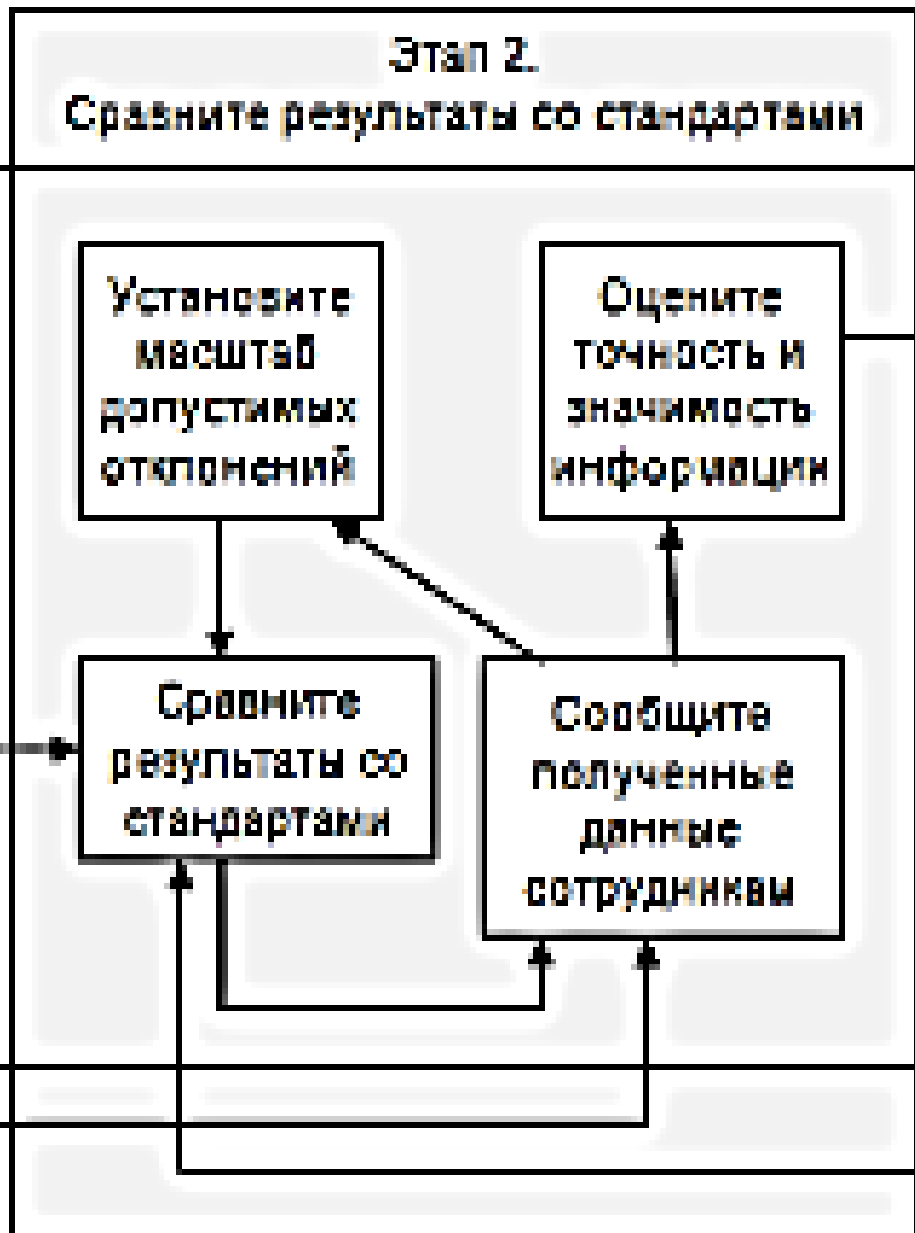 Этап 2.
Сравните результаты со стандартами
Установите
масштаб
допустимых
отклонений
Оцените
точность и
значимость
информации
Сравните
результаты со
стандартами
Сообщите
полученные
данные
сотрудникам